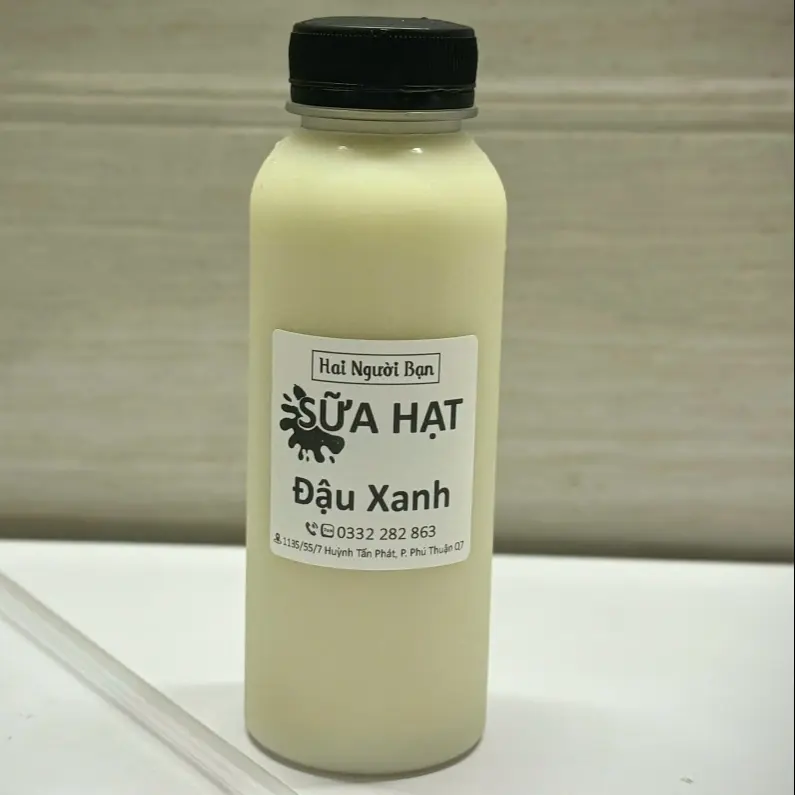 Hai Người Bạn
SỮA HẠT
Đậu Xanh
0332 282 863
1135/55/7 Huỳnh Tấn Phát, P. Phú Thuận Q7